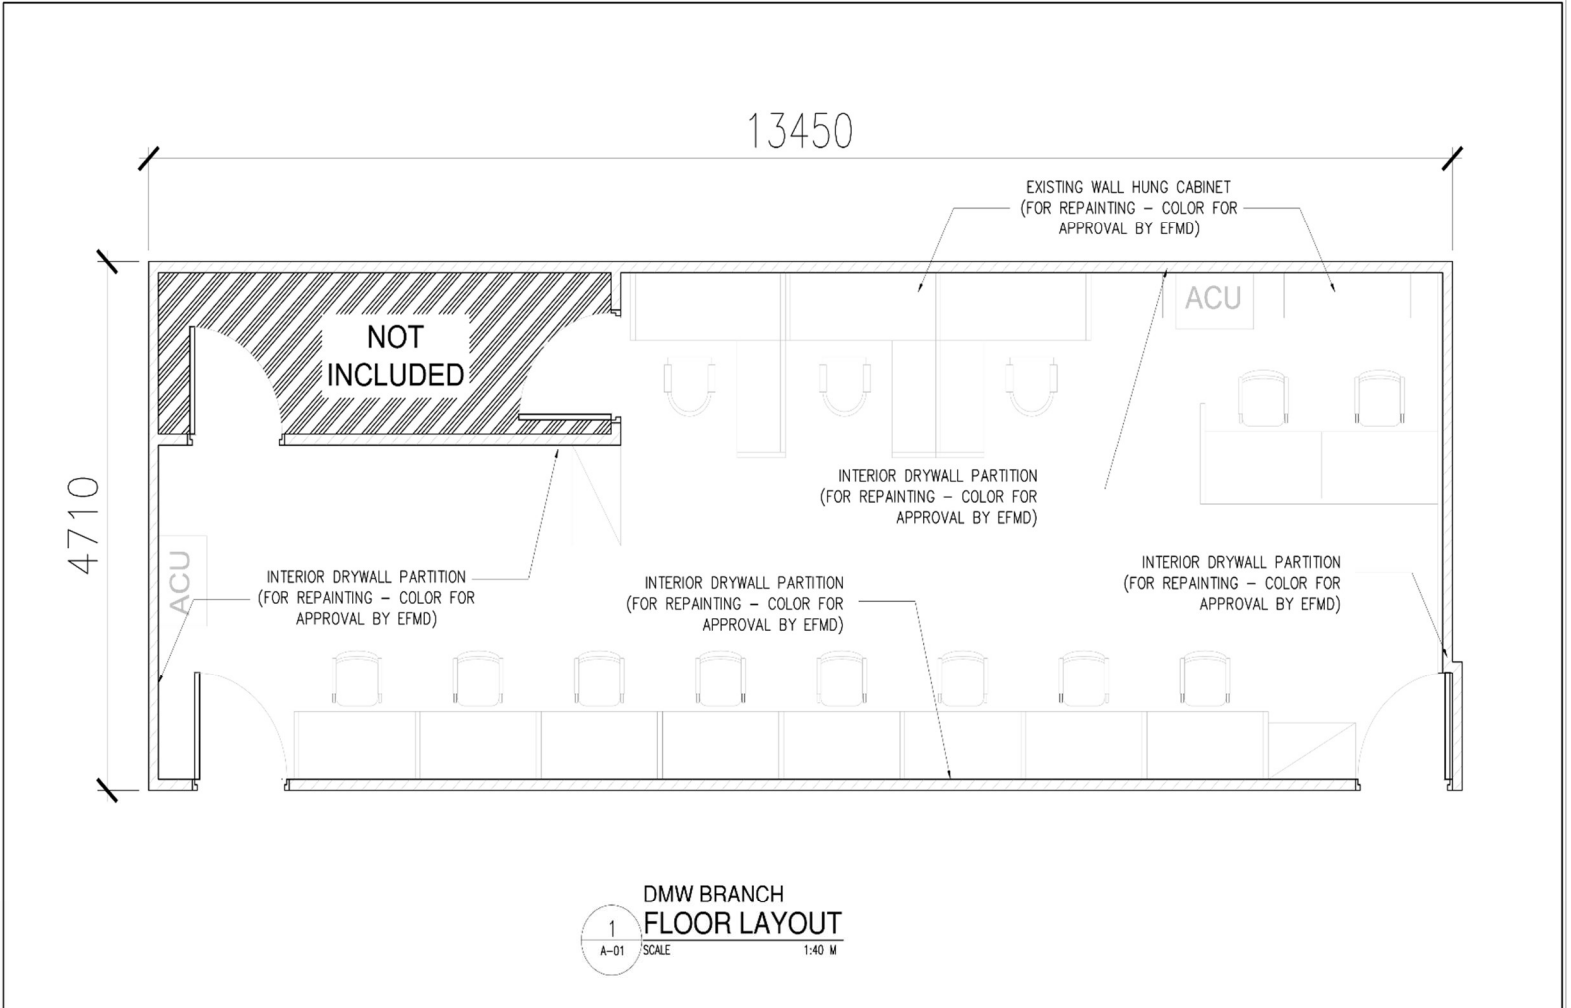 13450
EXISTING WALL HUNG CABINET
(FOR REPAINTING – COLOR FOR
APPROVAL BY EFMD)
ACU
NOT
INCLUDED
4710
INTERIOR DRYWALL PARTITION
(FOR REPAINTING – COLOR FOR
APPROVAL BY EFMD)
INTERIOR DRYWALL PARTITION
(FOR REPAINTING – COLOR FOR
APPROVAL BY EFMD)
ACU
INTERIOR DRYWALL PARTITION
(FOR REPAINTING – COLOR FOR
APPROVAL BY EFMD)
INTERIOR DRYWALL PARTITION
(FOR REPAINTING – COLOR FOR
APPROVAL BY EFMD)
DMW BRANCH
1 FLOOR LAYOUT
A–01 SCALE 1:40 M